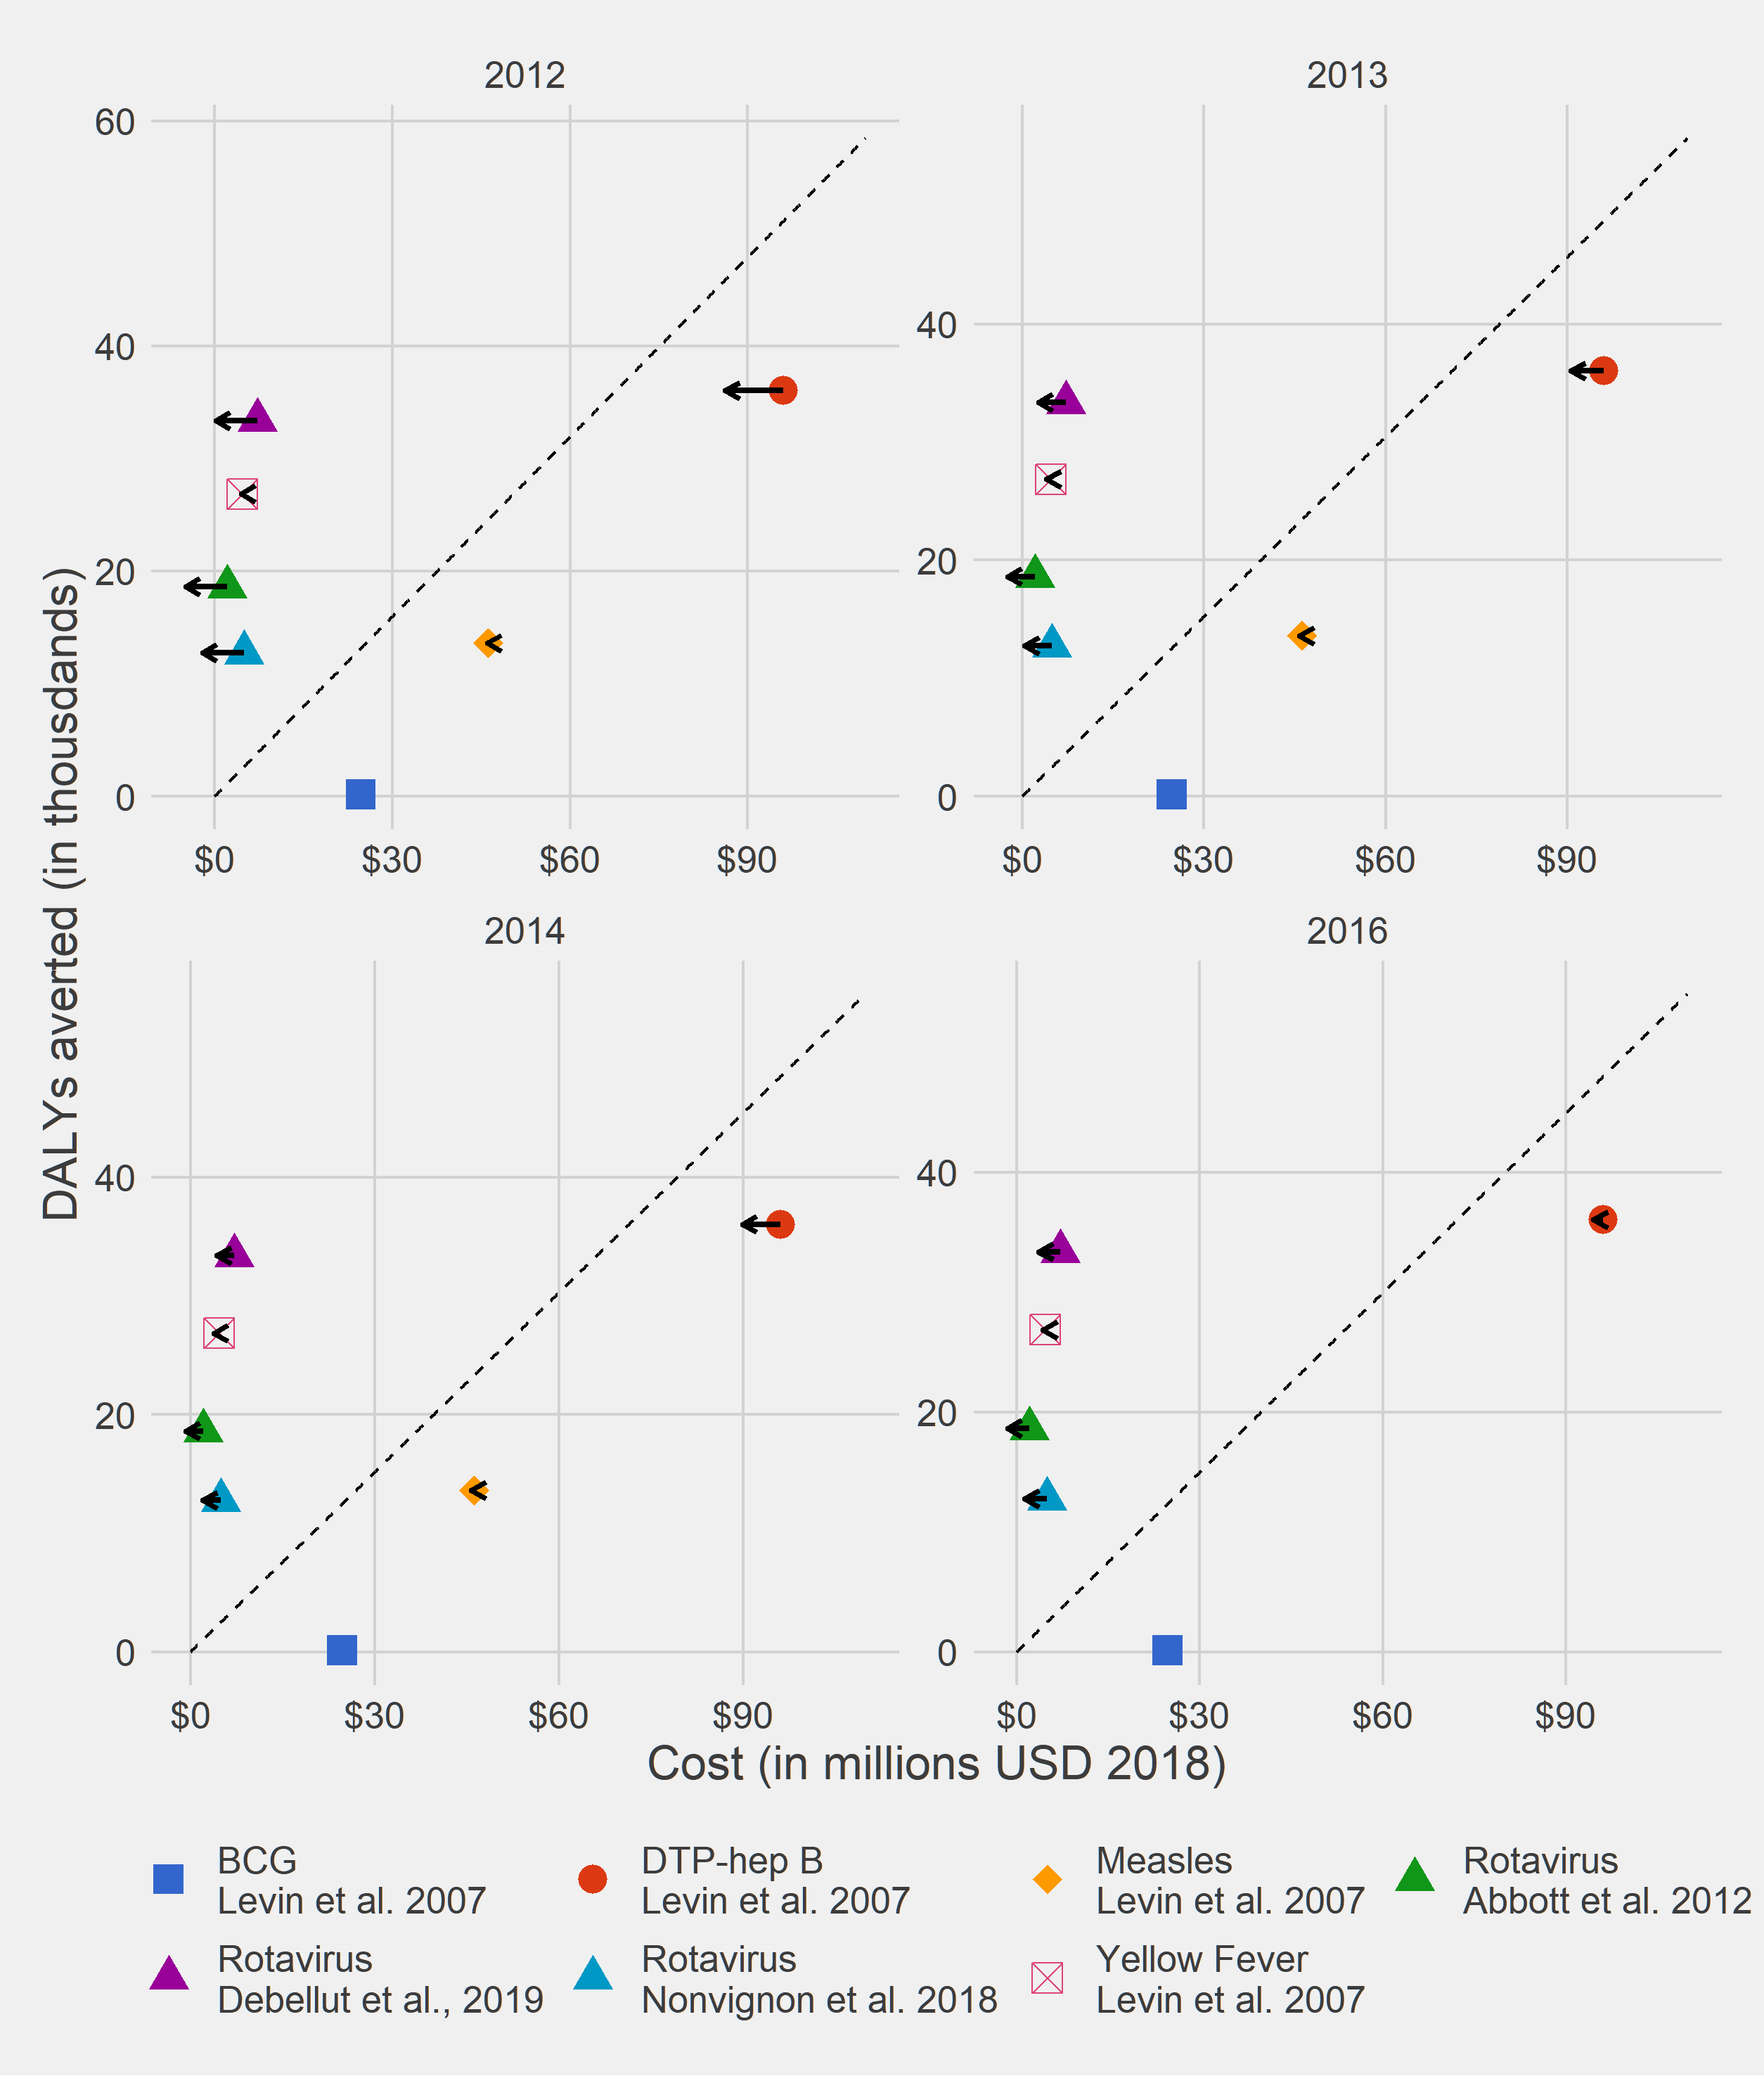 2012
2013
60
40
20
0
$0
$30
$60
$90
40
20
0
$0
$30
$60
$90
DALYs averted (in thousdands)
2014
2016
40
20
0
$0
$30
$60
$90
40
20
0
$0
$30
$60
$90
Cost (in millions USD 2018)
BCG
Levin et al. 2007
DTP-hep B
Levin et al. 2007
Measles
Levin et al. 2007
Rotavirus
Abbott et al. 2012
Rotavirus
Debellut et al., 2019
Rotavirus
Nonvignon et al. 2018
Yellow Fever
Levin et al. 2007